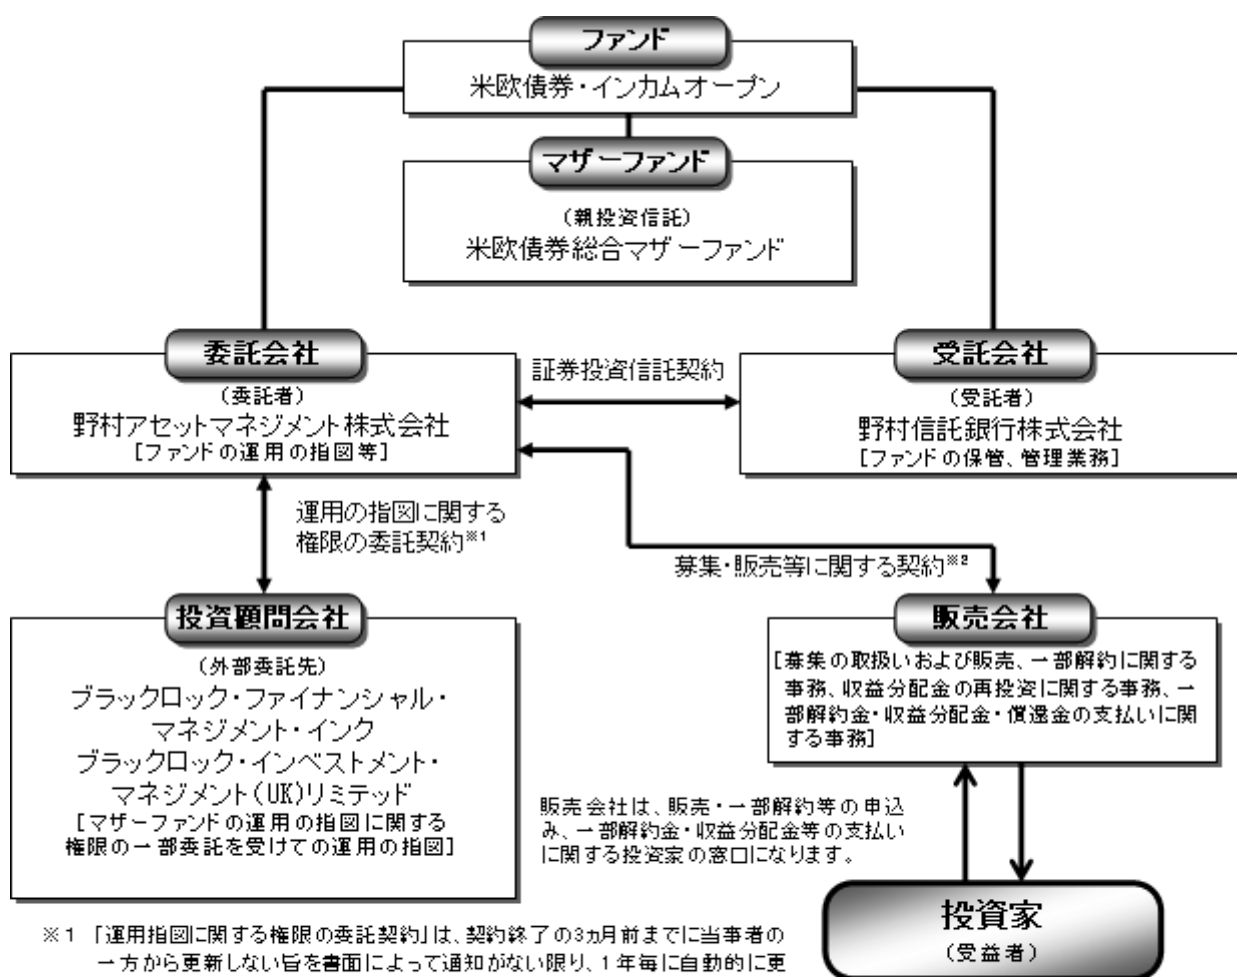 ファンド
米欧債券・インカムオープン
マザーファンド
（親投資信託）
米欧債券総合マザーファンド
委託会社
（委託者）
野村アセットマネジメント株式会社
［ファンドの運用の指図等］
証券投資信託契約
受託会社
（受託者）
野村信託銀行株式会社
［ファンドの保管、管理業務］
運用の指図に関する
権限の委託契約※1
募集・販売等に関する契約※2
投資顧問会社
（外部委託先）
ブラックロック・ファイナンシャル・
マネジメント・インク
ブラックロック・インベストメント・
マネジメント（UK）リミテッド
［マザーファンドの運用の指図に関する
権限の一部委託を受けての運用の指図］
販売会社
［募集の取扱いおよび販売、一部解約に関する
事務、収益分配金の再投資に関する事務、一
部解約金・収益分配金・償還金の支払いに関
する事務］
販売会社は、販売・一部解約等の申込
み、一部解約金・収益分配金等の支払い
に関する投資家の窓口になります。
投資家
（受益者）
※1 「運用指図に関する権限の委託契約」は、契約終了の3ヵ月前までに当事者の
一方から更新しない旨を書面によって通知がない限り、1年毎に自動的に更